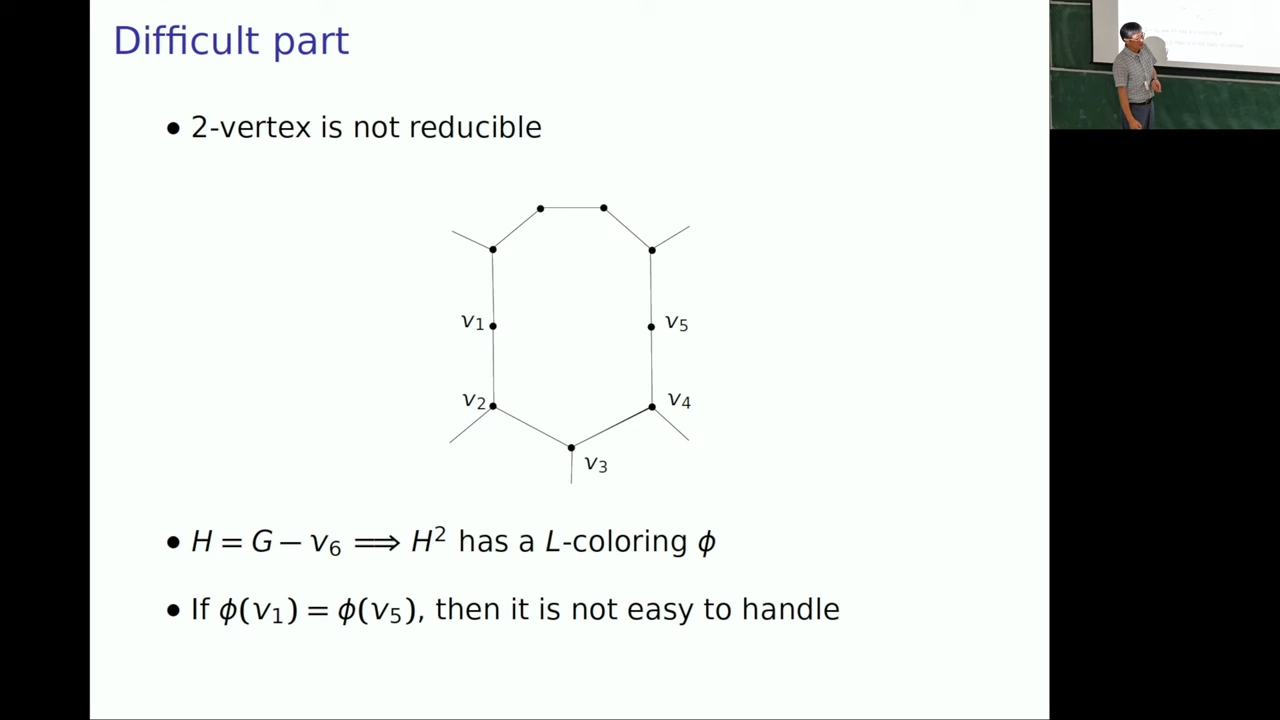 Difficult part
• 2-vertex is not reducible
v₁
v₅
v₂
v₄
v₃
• H = G − v₆ ⟹ H² has a L-coloring ϕ
• If ϕ(v₁) = ϕ(v₅), then it is not easy to handle